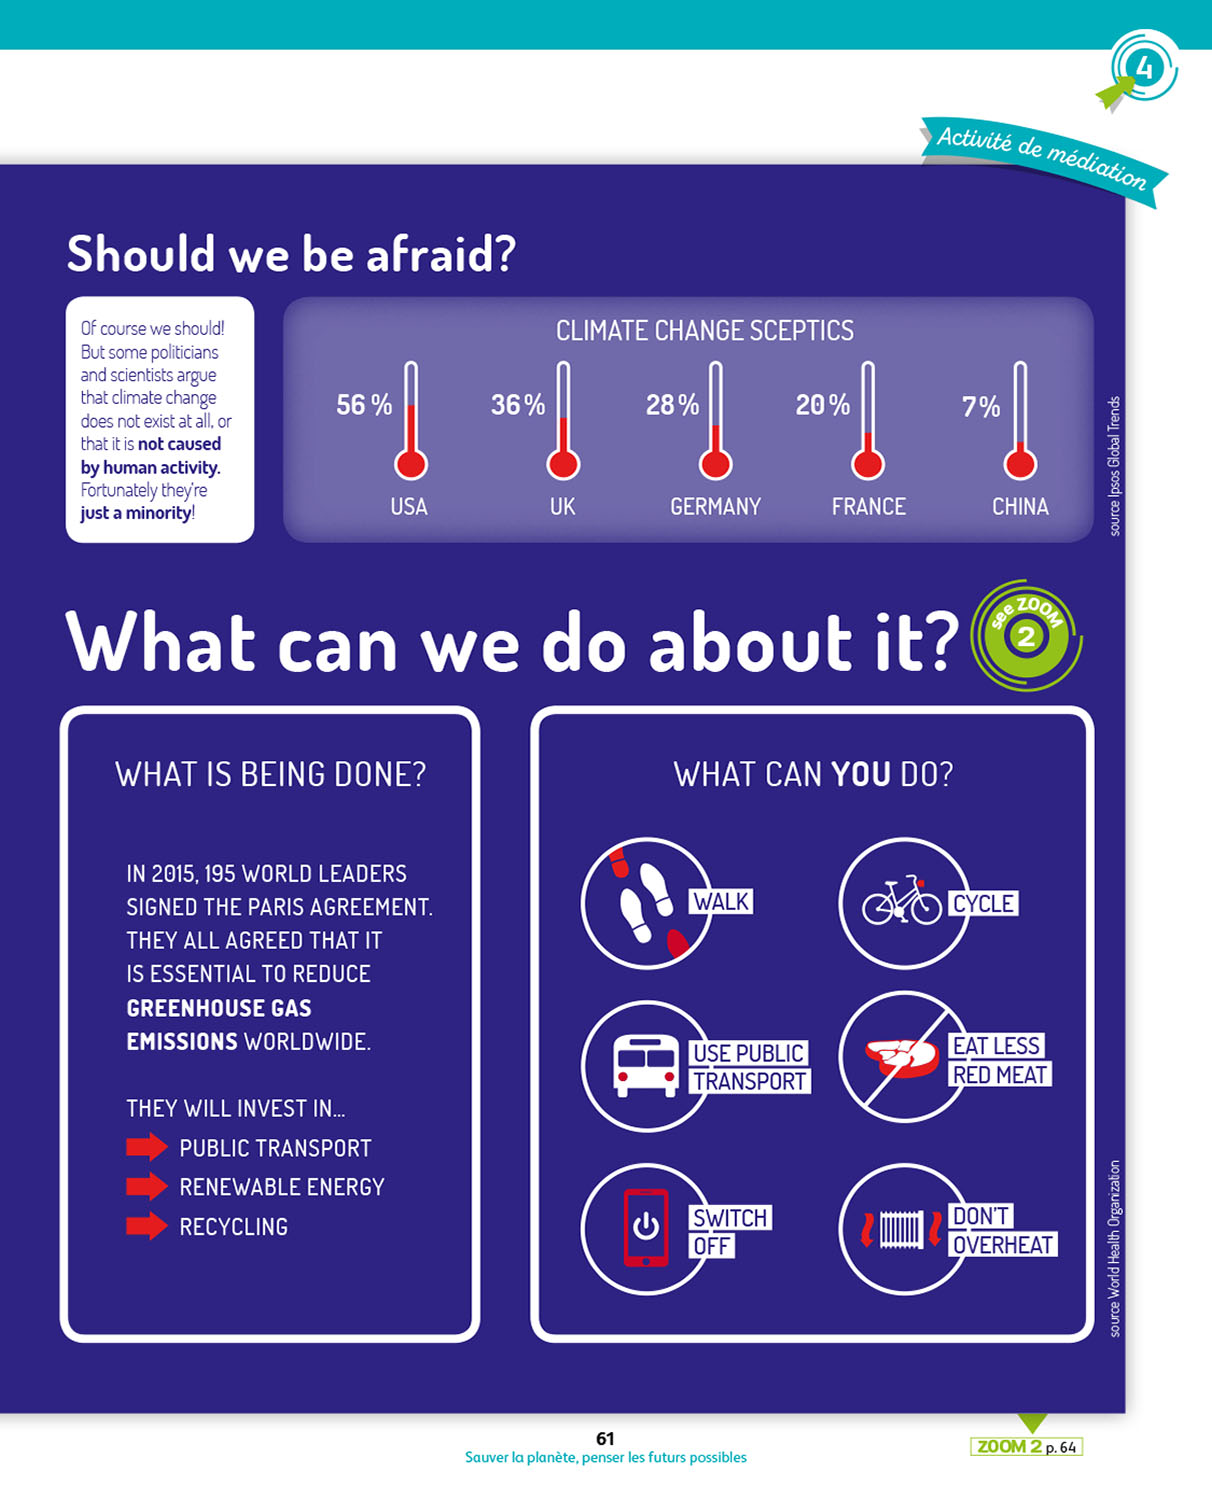 4
Activité de médiation
Should we be afraid?
Of course we should!
But some politicians
and scientists argue
that climate change
does not exist at all, or
that it is not caused
by human activity.
Fortunately they're
just a minority!
CLIMATE CHANGE SCEPTICS
56 %
36 %
28 %
20 %
7 %
USA
UK
GERMANY
FRANCE
CHINA
source Ipsos Global Trends
What can we do about it?
see ZOOM
2
WHAT IS BEING DONE?
IN 2015, 195 WORLD LEADERS
SIGNED THE PARIS AGREEMENT.
THEY ALL AGREED THAT IT
IS ESSENTIAL TO REDUCE
GREENHOUSE GAS
EMISSIONS WORLDWIDE.
THEY WILL INVEST IN...
PUBLIC TRANSPORT
RENEWABLE ENERGY
RECYCLING
WHAT CAN YOU DO?
WALK
CYCLE
USE PUBLIC
TRANSPORT
EAT LESS
RED MEAT
SWITCH
OFF
DON'T
OVERHEAT
source World Health Organization
61
Sauver la planète, penser les futurs possibles
ZOOM 2 p. 64